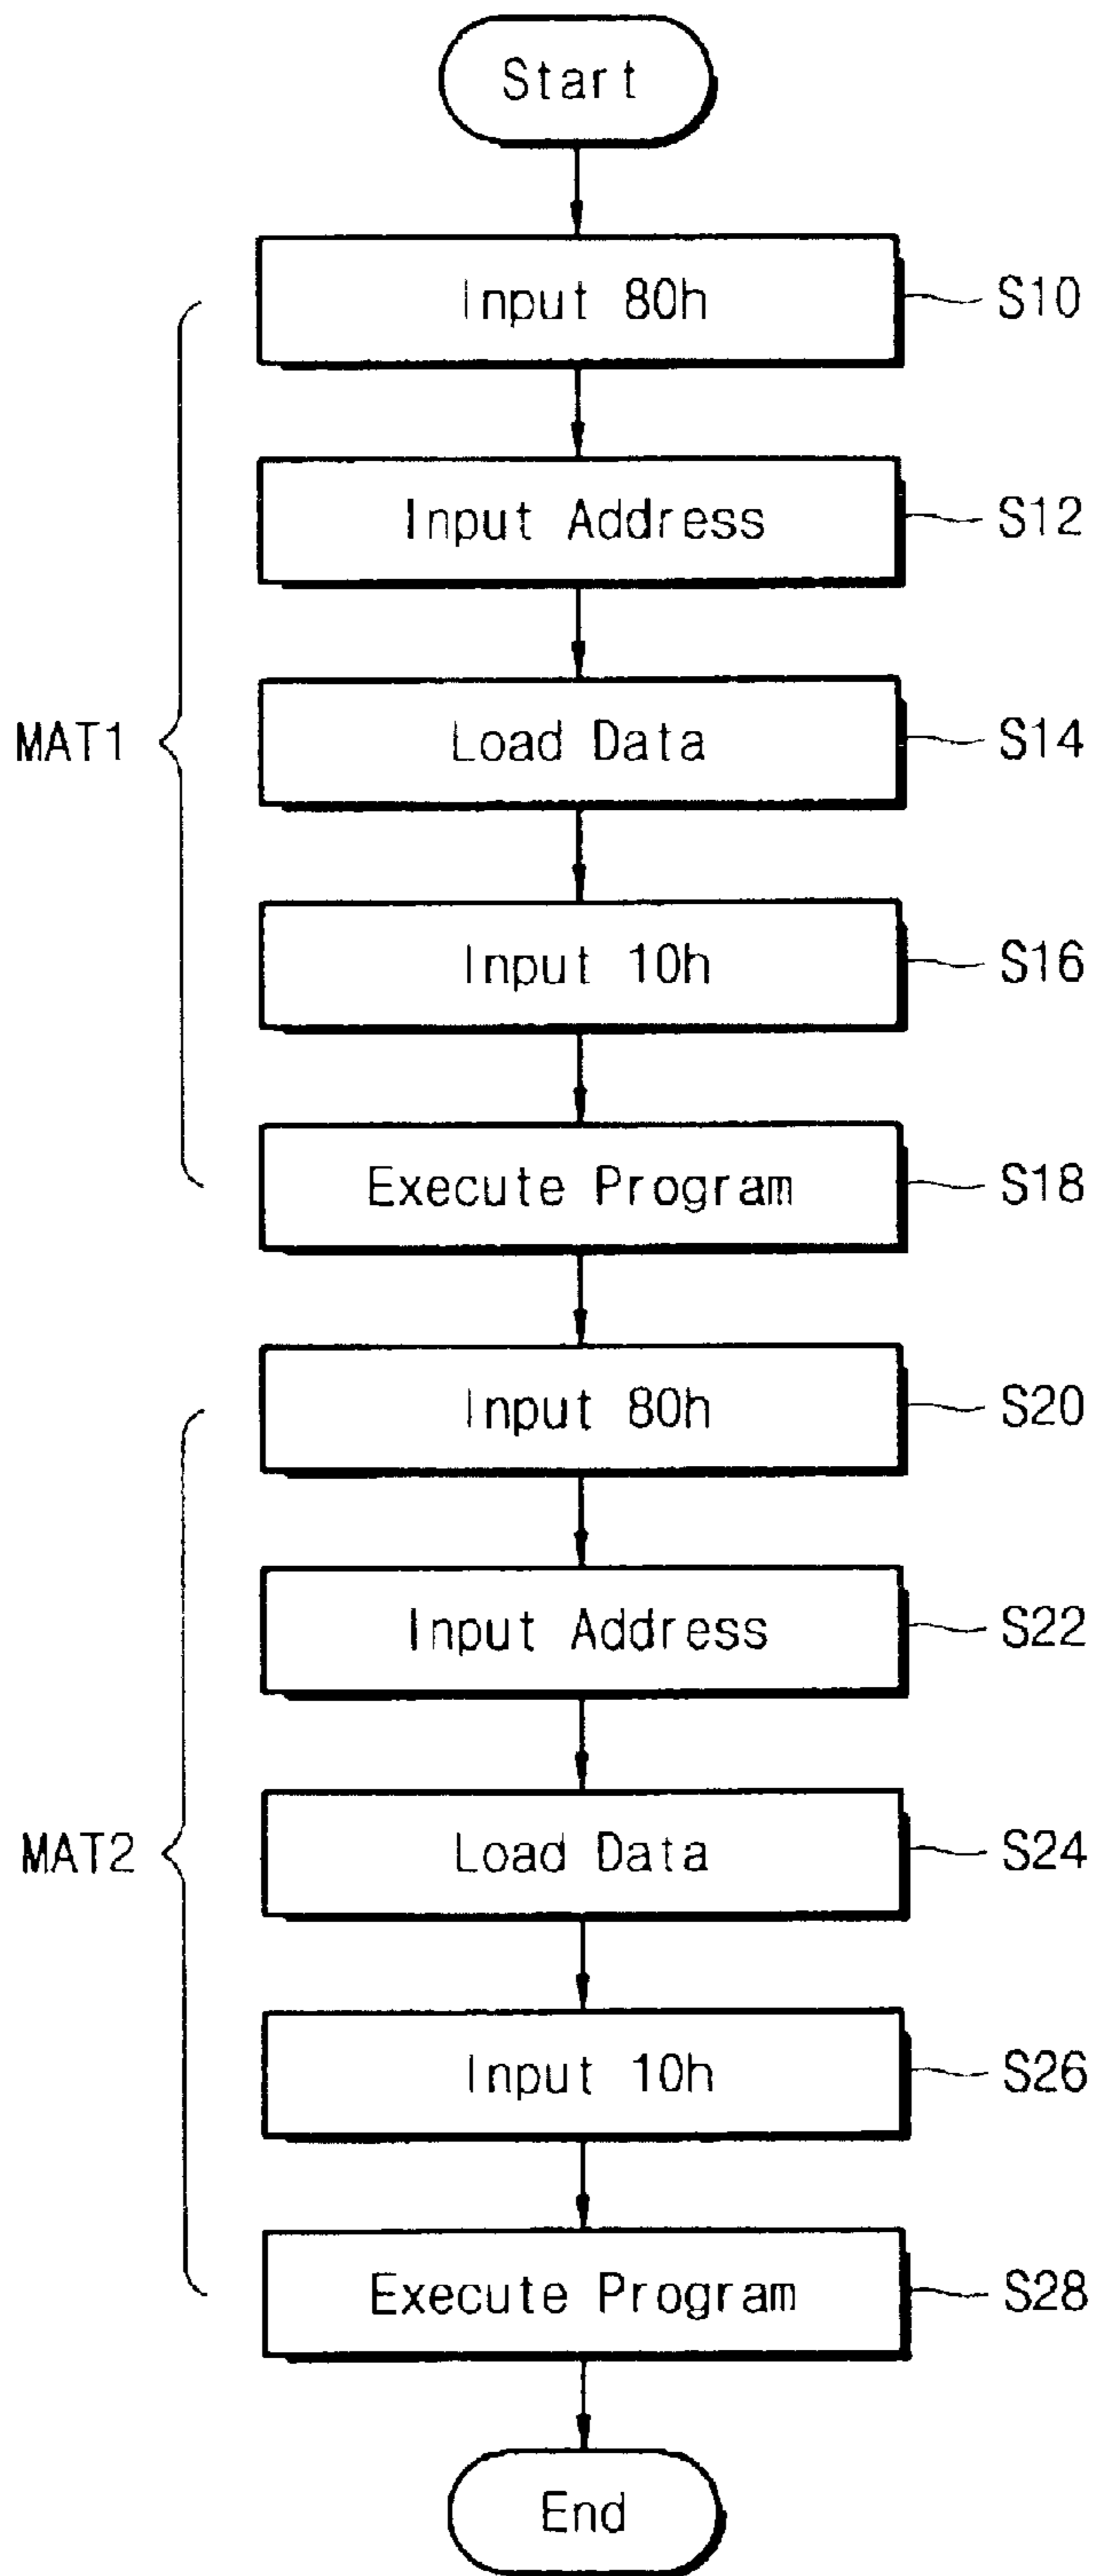 Start
Input 80h
S10
Input Address
S12
MAT1
Load Data
S14
Input 10h
S16
Execute Program
S18
Input 80h
S20
Input Address
S22
MAT2
Load Data
S24
Input 10h
S26
Execute Program
S28
End